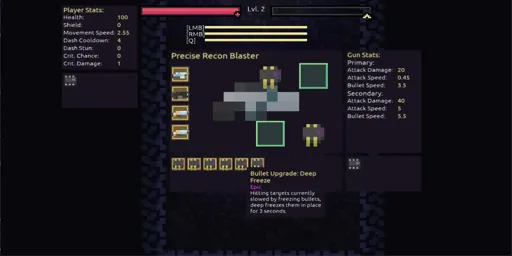 Lvl. 2
[LMB]
[RMB]
[Q]
Player Stats:
Health: 100
Shield: 0
Movement Speed: 2.55
Dash Cooldown: 4
Dash Stun: 0
Crit. Chance: 0
Crit. Damage: 1
Precise Recon Blaster
Gun Stats:
Primary:
Attack Damage: 20
Attack Speed: 0.45
Bullet Speed: 3.5
Secondary:
Attack Damage: 40
Attack Speed: 5
Bullet Speed: 5.5
Bullet Upgrade: Deep
Freeze
Epic
Hitting targets currently
slowed by freezing bullets,
deep freezes them in place
for 3 seconds.